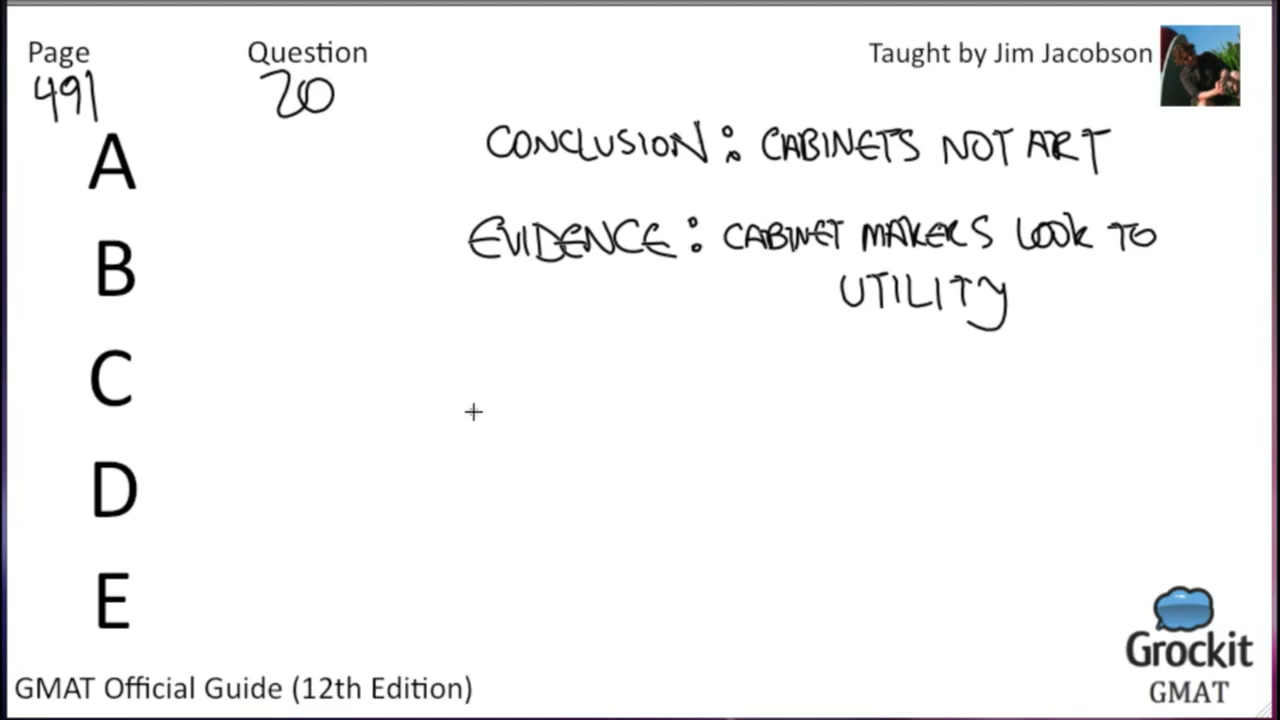 Page Question Taught by Jim Jacobson
491 20
CONCLUSION: CABINETS NOT ART
A
EVIDENCE: CABINET MAKERS LOOK TO
UTILITY
B
C
D
E
Grockit
GMAT
GMAT Official Guide (12th Edition)